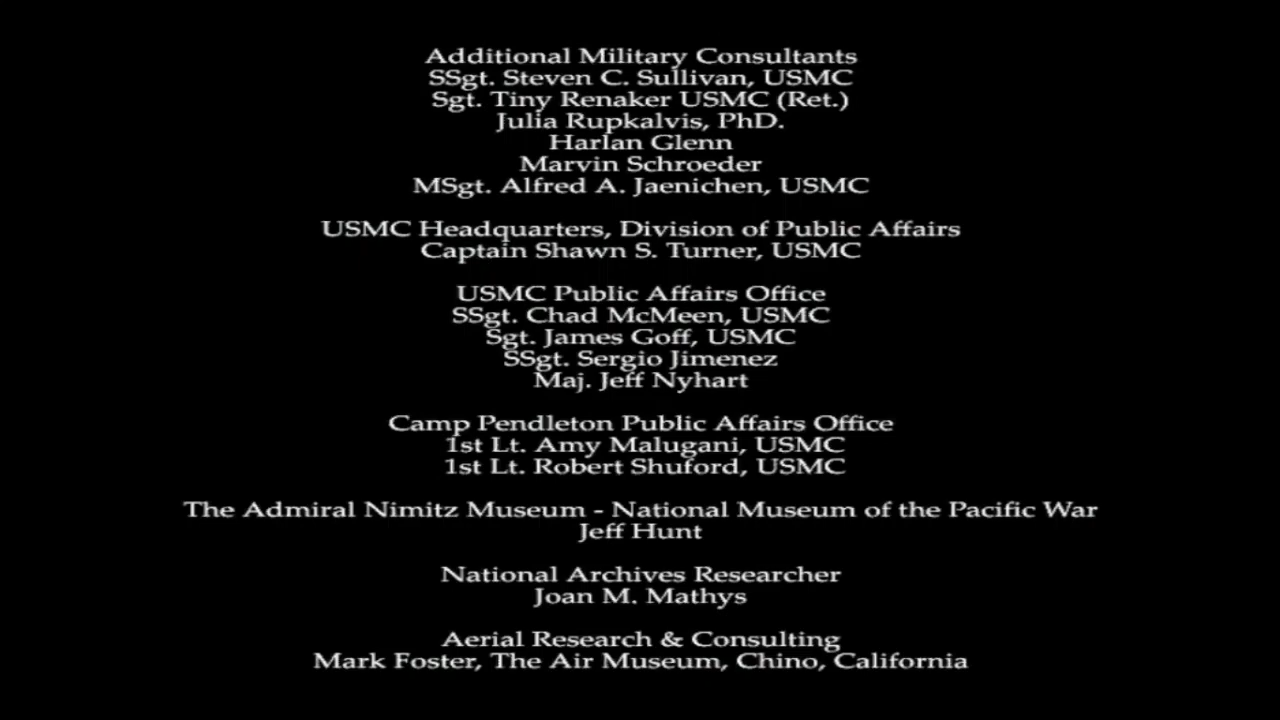 Additional Military Consultants
SSgt. Steven C. Sullivan, USMC
Sgt. Tiny Renaker USMC (Ret.)
Julia Rupkalvis, PhD.
Harlan Glenn
Marvin Schroeder
MSgt. Alfred A. Jaenichen, USMC
USMC Headquarters, Division of Public Affairs
Captain Shawn S. Turner, USMC
USMC Public Affairs Office
SSgt. Chad McMeen, USMC
Sgt. James Goff, USMC
SSgt. Sergio Jimenez
Maj. Jeff Nyhart
Camp Pendleton Public Affairs Office
1st Lt. Amy Malugani, USMC
1st Lt. Robert Shuford, USMC
The Admiral Nimitz Museum - National Museum of the Pacific War
Jeff Hunt
National Archives Researcher
Joan M. Mathys
Aerial Research & Consulting
Mark Foster, The Air Museum, Chino, California